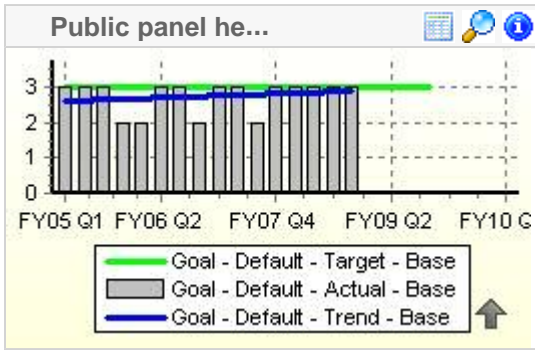 Public panel he...
3
2
1
0
FY05 Q1 FY06 Q2 FY07 Q4 FY09 Q2 FY10 Q
Goal - Default - Target - Base
Goal - Default - Actual - Base
Goal - Default - Trend - Base